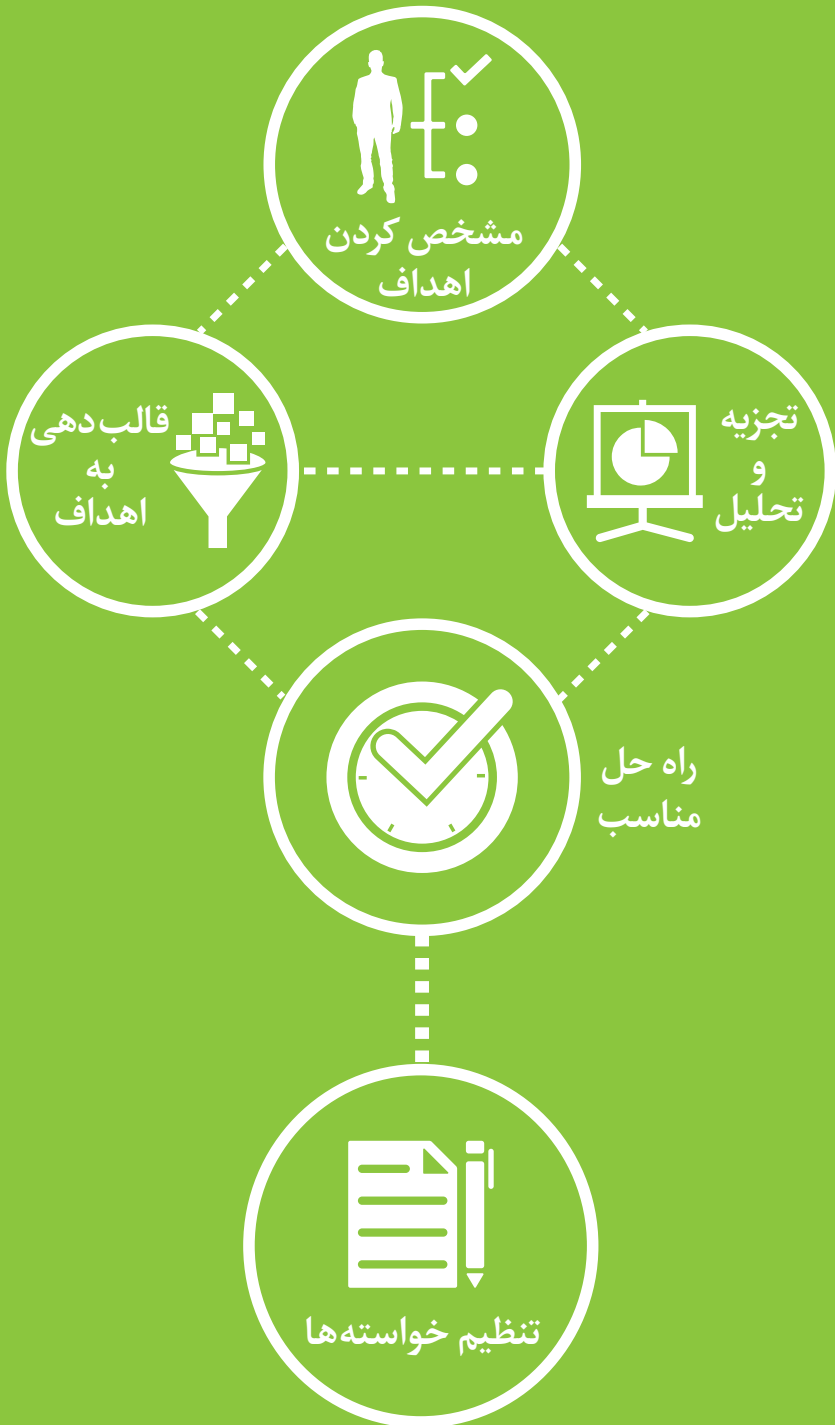 مشخص کردن
اهداف
تجزیه
و
تحلیل
قالب‌دهی
به
اهداف
راه حل
مناسب
تنظیم خواسته‌ها